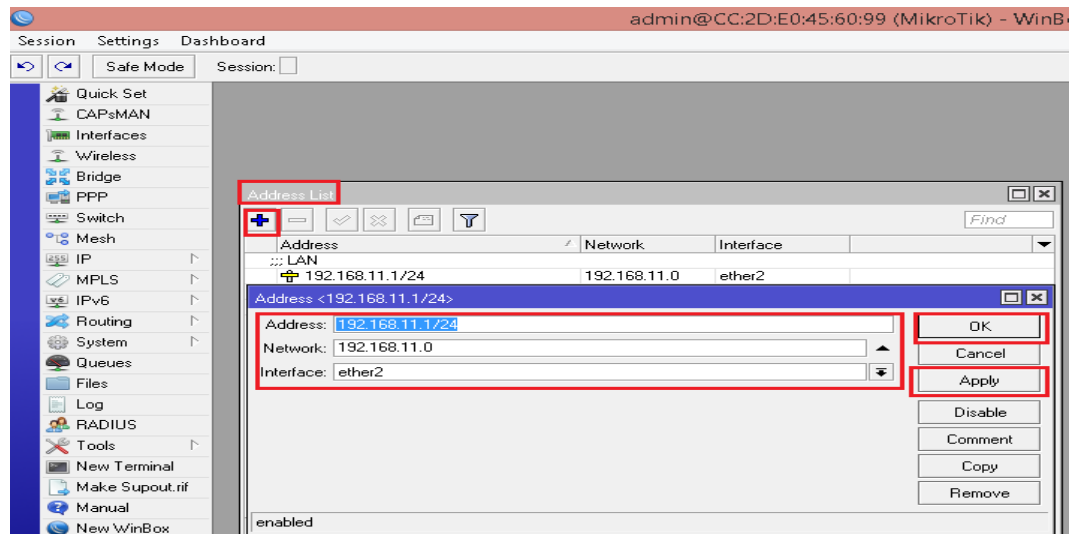 admin@CC:2D:E0:45:60:99 (MikroTik) - WinB
Session Settings Dashboard
Safe Mode Session:
Quick Set
CAPsMAN
Interfaces
Wireless
Bridge
PPP
Switch
Mesh
IP
MPLS
IPv6
Routing
System
Queues
Files
Log
RADIUS
Tools
New Terminal
Make Supout.rif
Manual
New WinBox
Address List
Find
Address Network Interface
;;; LAN
192.168.11.1/24 192.168.11.0 ether2
Address <192.168.11.1/24>
Address: 192.168.11.1/24
Network: 192.168.11.0
Interface: ether2
OK
Cancel
Apply
Disable
Comment
Copy
Remove
enabled